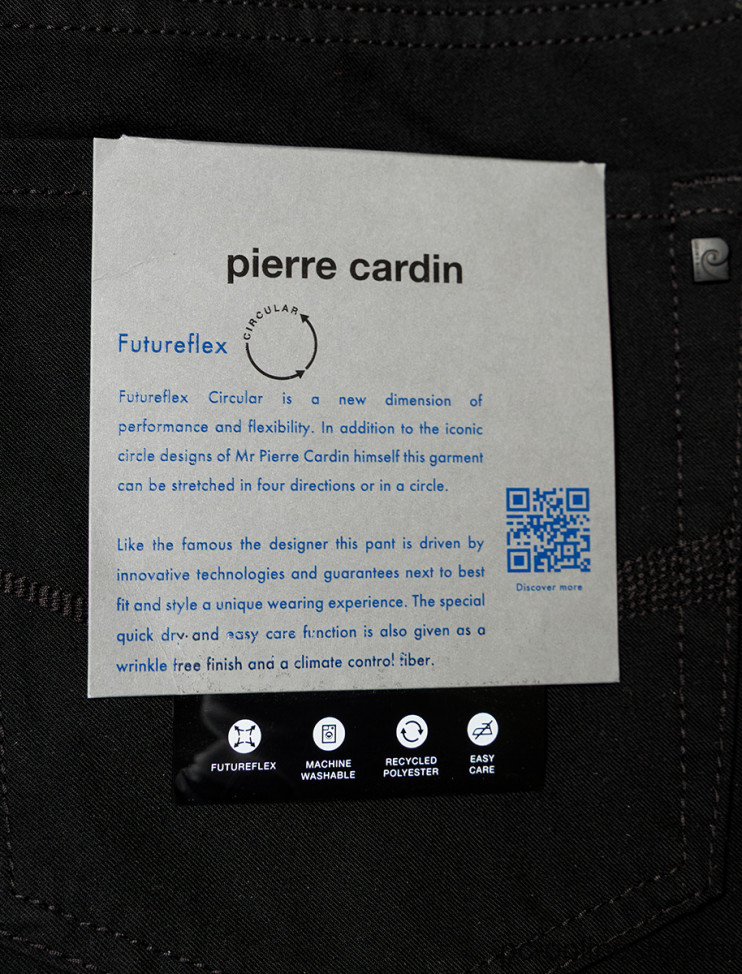 pierre cardin
CIRCULAR
Futureflex
Futureflex Circular is a new dimension of
performance and flexibility. In addition to the iconic
circle designs of Mr Pierre Cardin himself this garment
can be stretched in four directions or in a circle.
Like the famous the designer this pant is driven by
innovative technologies and guarantees next to best
fit and style a unique wearing experience. The special
quick dry- and easy care function is also given as a
wrinkle free finish and a climate control fiber.
Discover more
FUTUREFLEX
MACHINE
WASHABLE
RECYCLED
POLYESTER
EASY
CARE